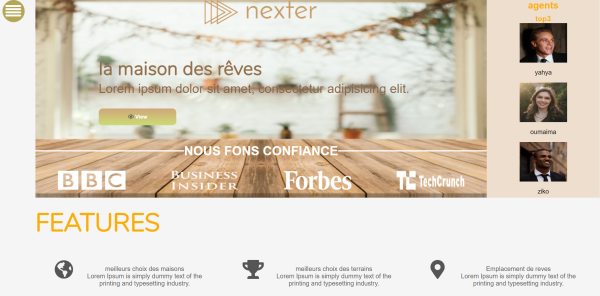 nexter
la maison des rêves
Lorem ipsum dolor sit amet, consectetur adipisicing elit.
View
NOUS FONS CONFIANCE
BBC
BUSINESS
INSIDER
Forbes
TC TechCrunch
agents
top3
yahya
oumaima
ziko
FEATURES
meilleurs choix des maisons
Lorem Ipsum is simply dummy text of the
printing and typesetting industry.
meilleurs choix des terrains
Lorem Ipsum is simply dummy text of the
printing and typesetting industry.
Emplacement de reves
Lorem Ipsum is simply dummy text of the
printing and typesetting industry.